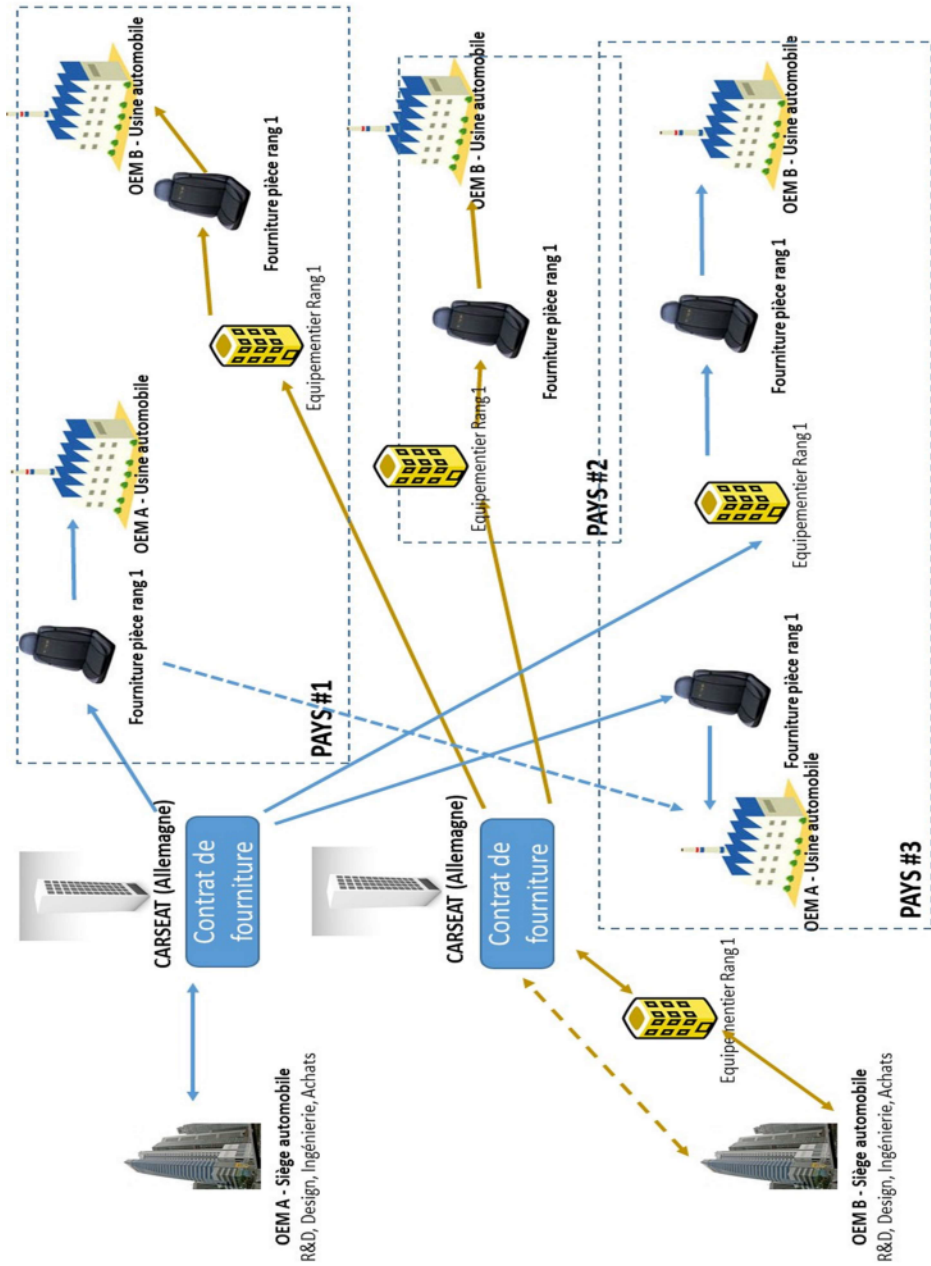 OEM A - Siège automobile
R&D, Design, Ingénierie, Achats
CARSEAT (Allemagne)
Contrat de
fourniture
Fourniture pièce rang 1
OEM A - Usine automobile
Equipementier Rang 1
Fourniture pièce rang 1
OEM B - Usine automobile
PAYS #1
CARSEAT (Allemagne)
Contrat de
fourniture
Equipementier Rang 1
Fourniture pièce rang 1
OEM B - Usine automobile
PAYS #2
Equipementier Rang 1
OEM B - Siège automobile
R&D, Design, Ingénierie, Achats
OEM A - Usine automobile
Fourniture pièce rang 1
Equipementier Rang 1
Fourniture pièce rang 1
OEM B - Usine automobile
PAYS #3